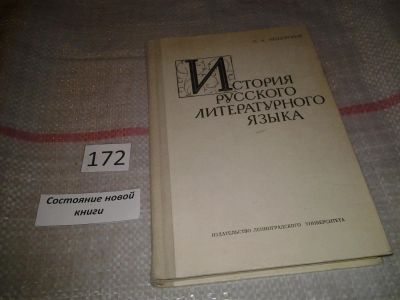 ИСТОРИЯ
РУССКОГО
ЛИТЕРАТУРНОГО
ЯЗЫКА
ИЗДАТЕЛЬСТВО ЛЕНИНГРАДСКОГО УНИВЕРСИТЕТА
172
Состояние новой
книги